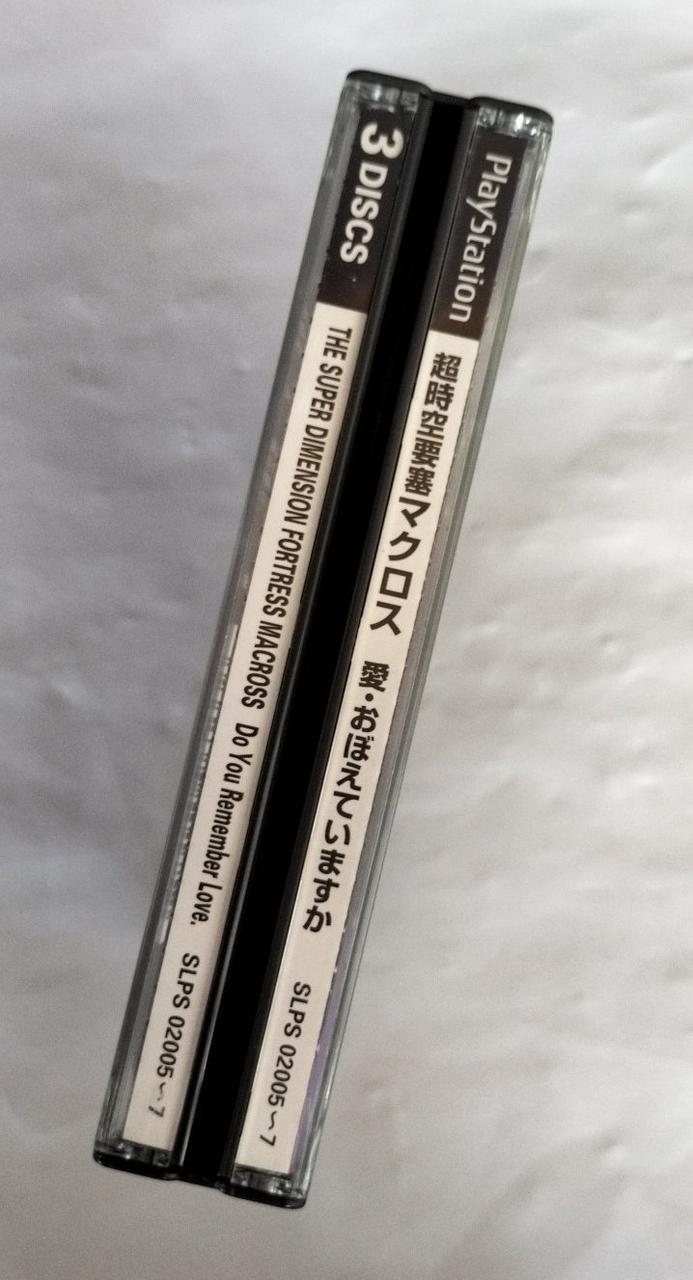 PlayStation 超時空要塞マクロス 愛・おぼえていますか SLPS 02005～7
3 DISCS THE SUPER DIMENSION FORTRESS MACROSS Do You Remember Love. SLPS 02005～7